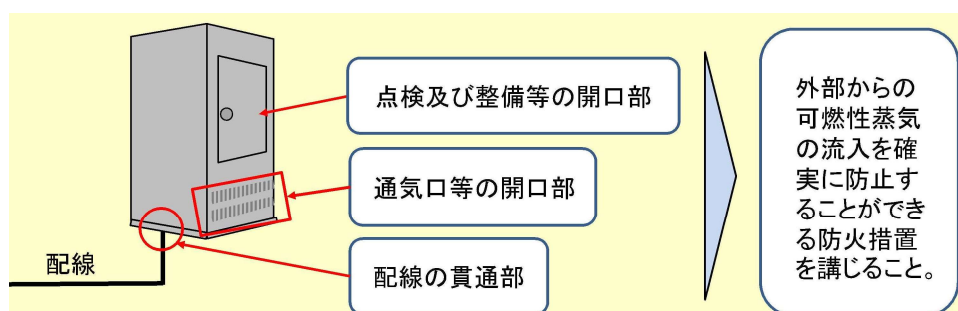 点検及び整備等の開口部
通気口等の開口部
配線の貫通部
配線
外部からの
可燃性蒸気
の流入を確
実に防止す
ることができ
る防火措置
を講じること。